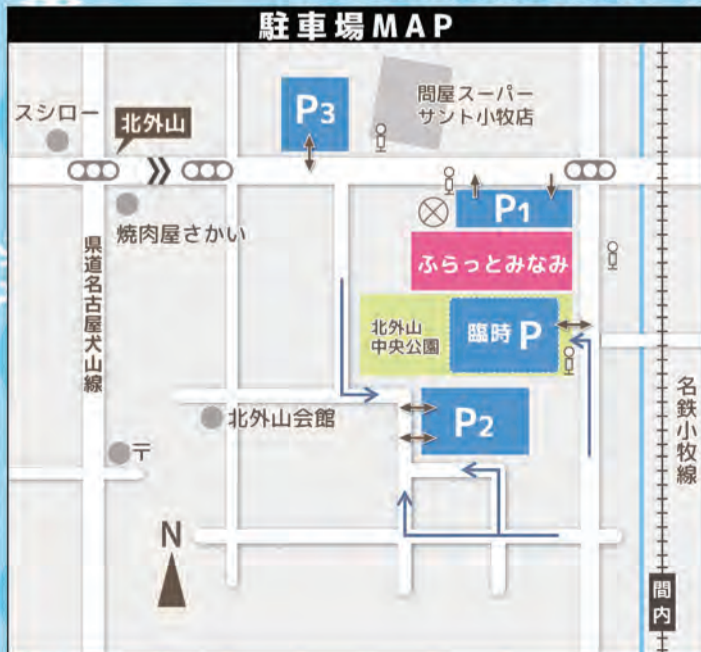 駐車場MAP
スシロー
北外山
P3
問屋スーパー
サント小牧店
焼肉屋さかい
P1
ふらっとみなみ
県道名古屋犬山線
北外山
中央公園
臨時 P
北外山会館
P2
〒
名鉄小牧線
N
間内